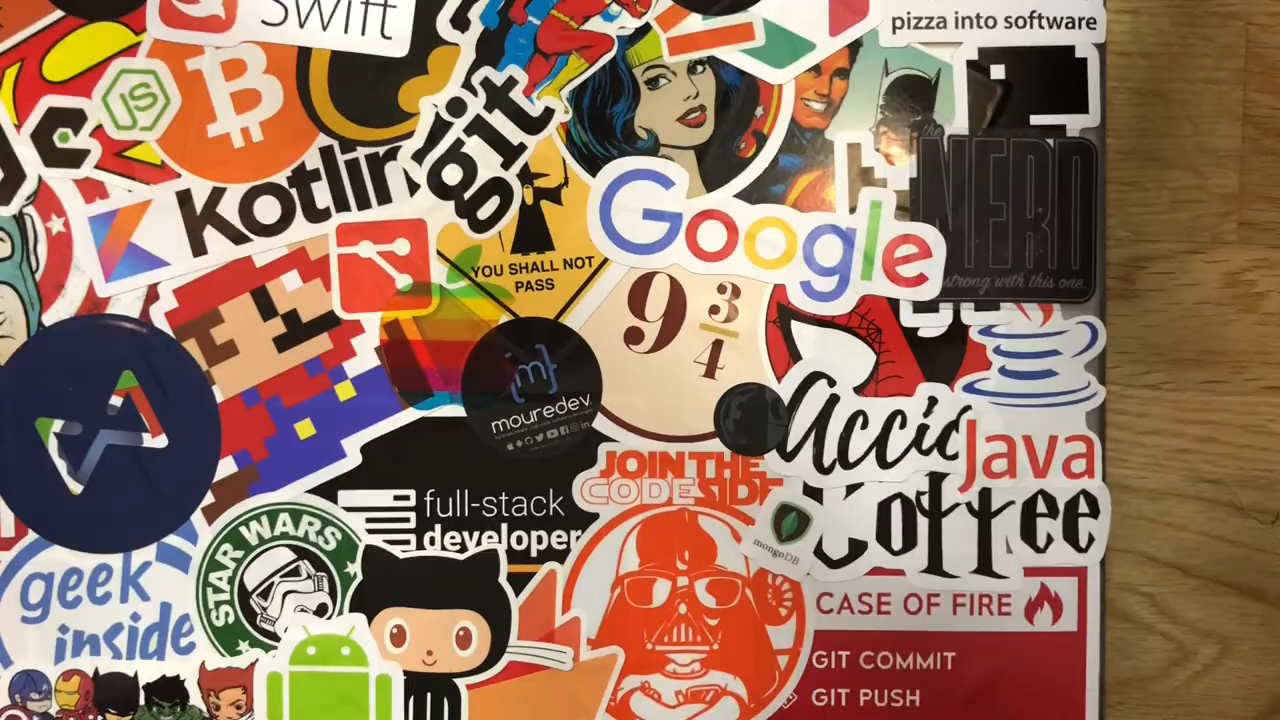 Swift
pizza into software
JS
Kotlin
git
the
NERD
strong with this one.
Google
YOU SHALL NOT
PASS
9 3/4
{m}
mouredev
accio
Java
Coffee
JOIN THE
CODE SIDE
full-stack
developer
mongoDB
STAR WARS
geek
inside
CASE OF FIRE
GIT COMMIT
GIT PUSH